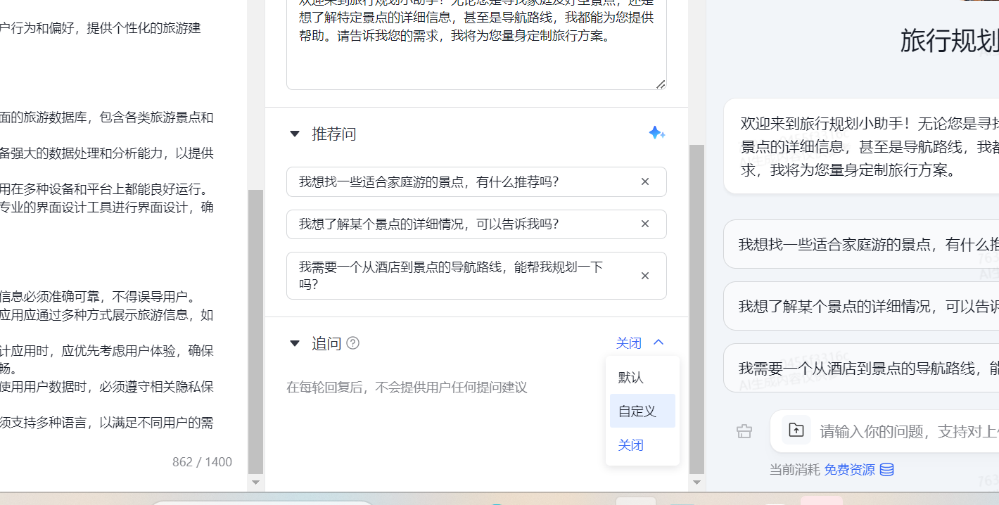 户行为和偏好，提供个性化的旅游建
面的旅游数据库，包含各类旅游景点和
备强大的数据处理和分析能力，以提供
用在多种设备和平台上都能良好运行。
专业的界面设计工具进行界面设计，确
信息必须准确可靠，不得误导用户。
应用应通过多种方式展示旅游信息，如
计应用时，应优先考虑用户体验，确保
畅。
使用用户数据时，必须遵守相关隐私保
须支持多种语言，以满足不同用户的需
862 / 1400
欢迎来到旅行规划小助手！无论您是寻找家庭友好型景点，还是
想了解特定景点的详细信息，甚至是导航路线，我都能为您提供
帮助。请告诉我您的需求，我将为您量身定制旅行方案。
推荐问
我想找一些适合家庭游的景点，有什么推荐吗？
我想了解某个景点的详细情况，可以告诉我吗？
我需要一个从酒店到景点的导航路线，能帮我规划一下
吗？
追问
关闭
在每轮回复后，不会提供用户任何提问建议
默认
自定义
关闭
旅行规划
欢迎来到旅行规划小助手！无论您是寻找
景点的详细信息，甚至是导航路线，我都
求，我将为您量身定制旅行方案。
我想找一些适合家庭游的景点，有什么推
我想了解某个景点的详细情况，可以告诉
我需要一个从酒店到景点的导航路线，能
请输入你的问题，支持对上传
当前消耗 免费资源